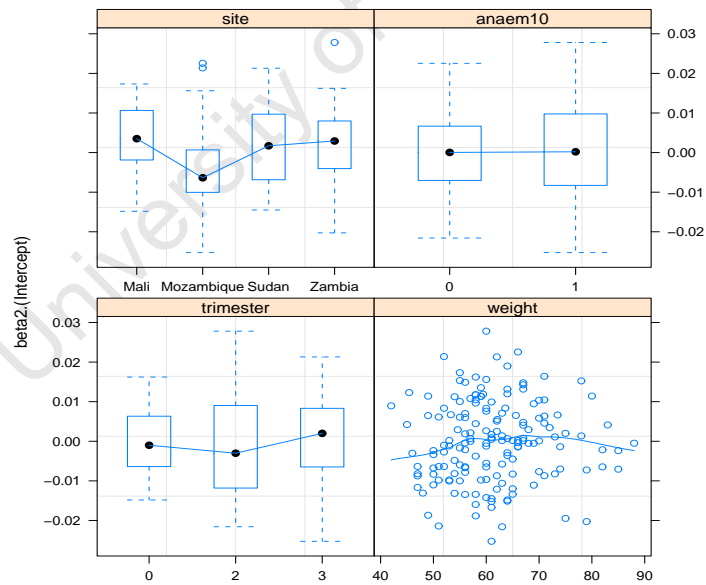 site
anaem10
0.03
0.02
0.01
0.00
−0.01
−0.02
Mali Mozambique Sudan Zambia
0 1
beta2.(Intercept)
trimester
weight
0.03
0.02
0.01
0.00
−0.01
−0.02
0 2 3
40 50 60 70 80 90
University of